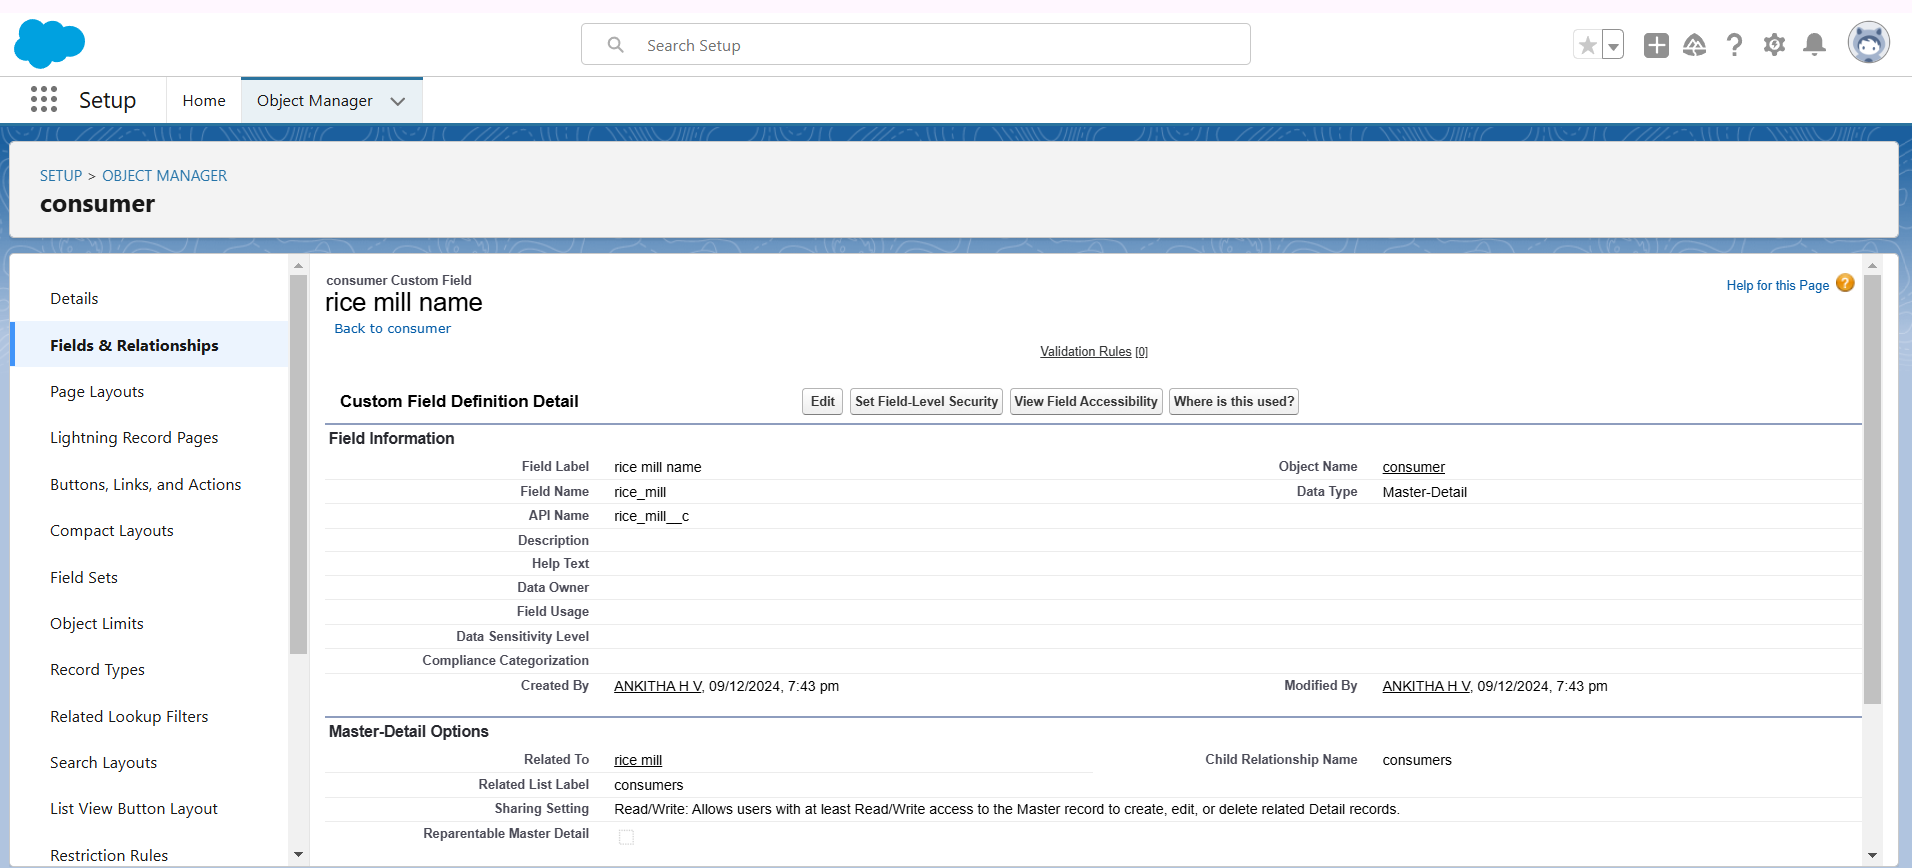 Search Setup
Setup
Home
Object Manager
SETUP > OBJECT MANAGER
consumer
Details
Fields & Relationships
Page Layouts
Lightning Record Pages
Buttons, Links, and Actions
Compact Layouts
Field Sets
Object Limits
Record Types
Related Lookup Filters
Search Layouts
List View Button Layout
Restriction Rules
consumer Custom Field
rice mill name
Back to consumer
Help for this Page ?
Validation Rules [0]
Custom Field Definition Detail
Edit
Set Field-Level Security
View Field Accessibility
Where is this used?
Field Information
Field Label rice mill name Object Name consumer
Field Name rice_mill Data Type Master-Detail
API Name rice_mill__c
Description
Help Text
Data Owner
Field Usage
Data Sensitivity Level
Compliance Categorization
Created By ANKITHA H V, 09/12/2024, 7:43 pm Modified By ANKITHA H V, 09/12/2024, 7:43 pm
Master-Detail Options
Related To rice mill Child Relationship Name consumers
Related List Label consumers
Sharing Setting Read/Write: Allows users with at least Read/Write access to the Master record to create, edit, or delete related Detail records.
Reparentable Master Detail